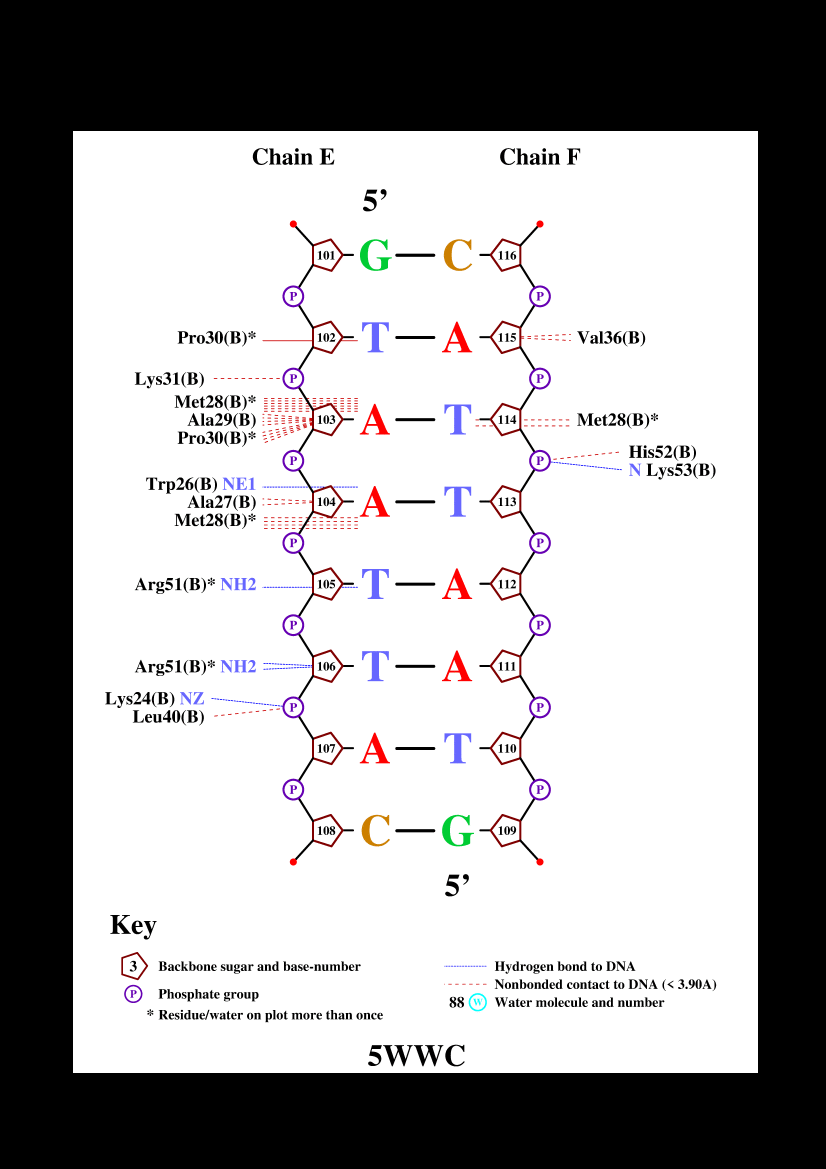 Chain E Chain F
5’
101 G C 116
P P
Pro30(B)* 102 T A 115 Val36(B)
Lys31(B) P P
Met28(B)*
Ala29(B) 103 A T 114 Met28(B)*
Pro30(B)*
P P His52(B)
N Lys53(B)
Trp26(B) NE1
Ala27(B) 104 A T 113
Met28(B)*
P P
Arg51(B)* NH2 105 T A 112
P P
Arg51(B)* NH2 106 T A 111
Lys24(B) NZ P P
Leu40(B)
107 A T 110
P P
108 C G 109
5’
Key
3 Backbone sugar and base-number
P Phosphate group
* Residue/water on plot more than once
Hydrogen bond to DNA
Nonbonded contact to DNA (< 3.90A)
88 W Water molecule and number
5WWC